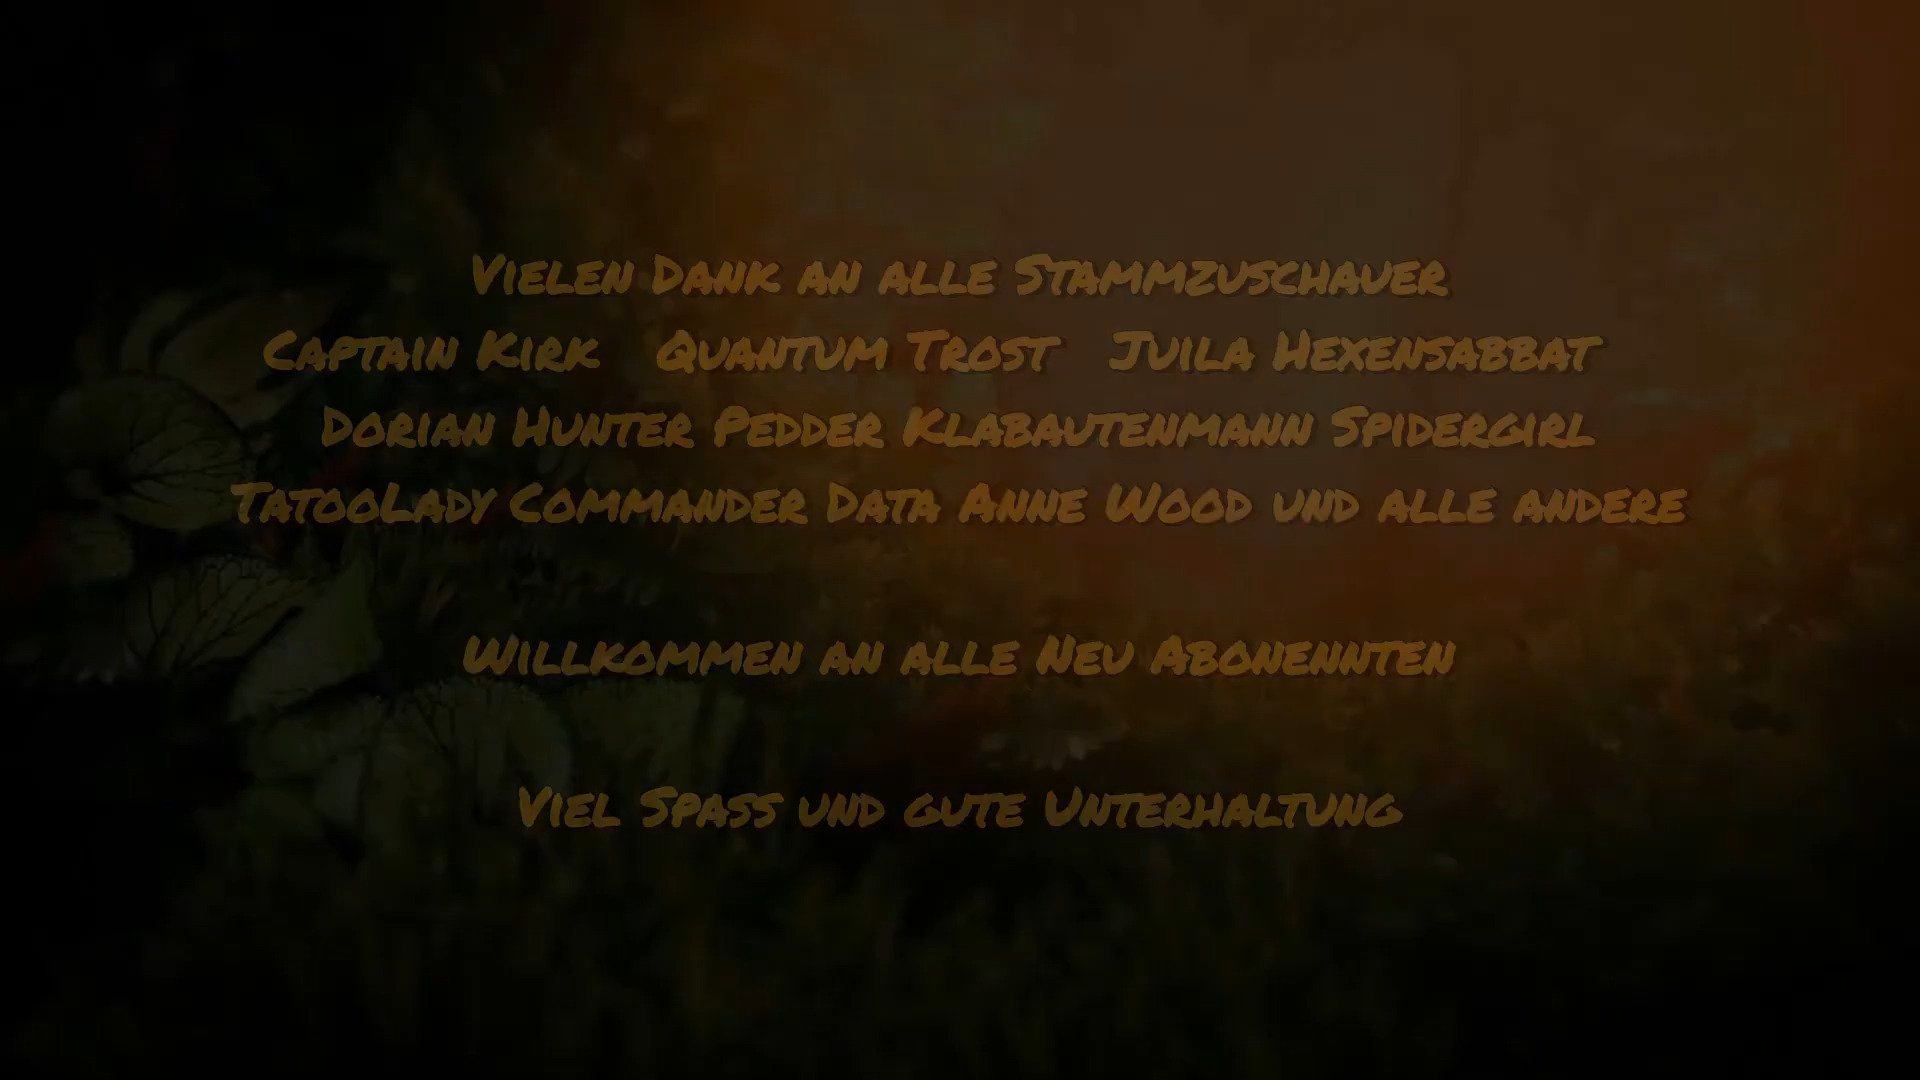 Vielen Dank an alle Stammzuschauer
Captain Kirk Quantum Trost Juila Hexensabbat
Dorian Hunter Pedder Klabautenmann Spidergirl
TatooLady Commander Data Anne Wood und alle andere
Willkommen an alle Neu Abonennten
Viel Spass und gute Unterhaltung